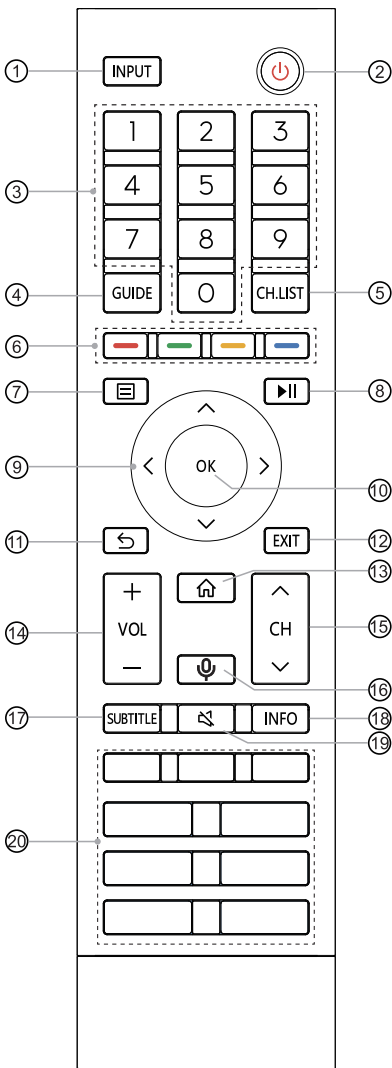 ① INPUT ②
1 2 3
③ 4 5 6
7 8 9
④ GUIDE 0 CH.LIST ⑤
⑥
⑦ ⑧
⑨ OK ⑩
⑪ EXIT ⑫
⑬
⑭ VOL CH ⑮
⑯
⑰ SUBTITLE INFO ⑱
⑲
⑳